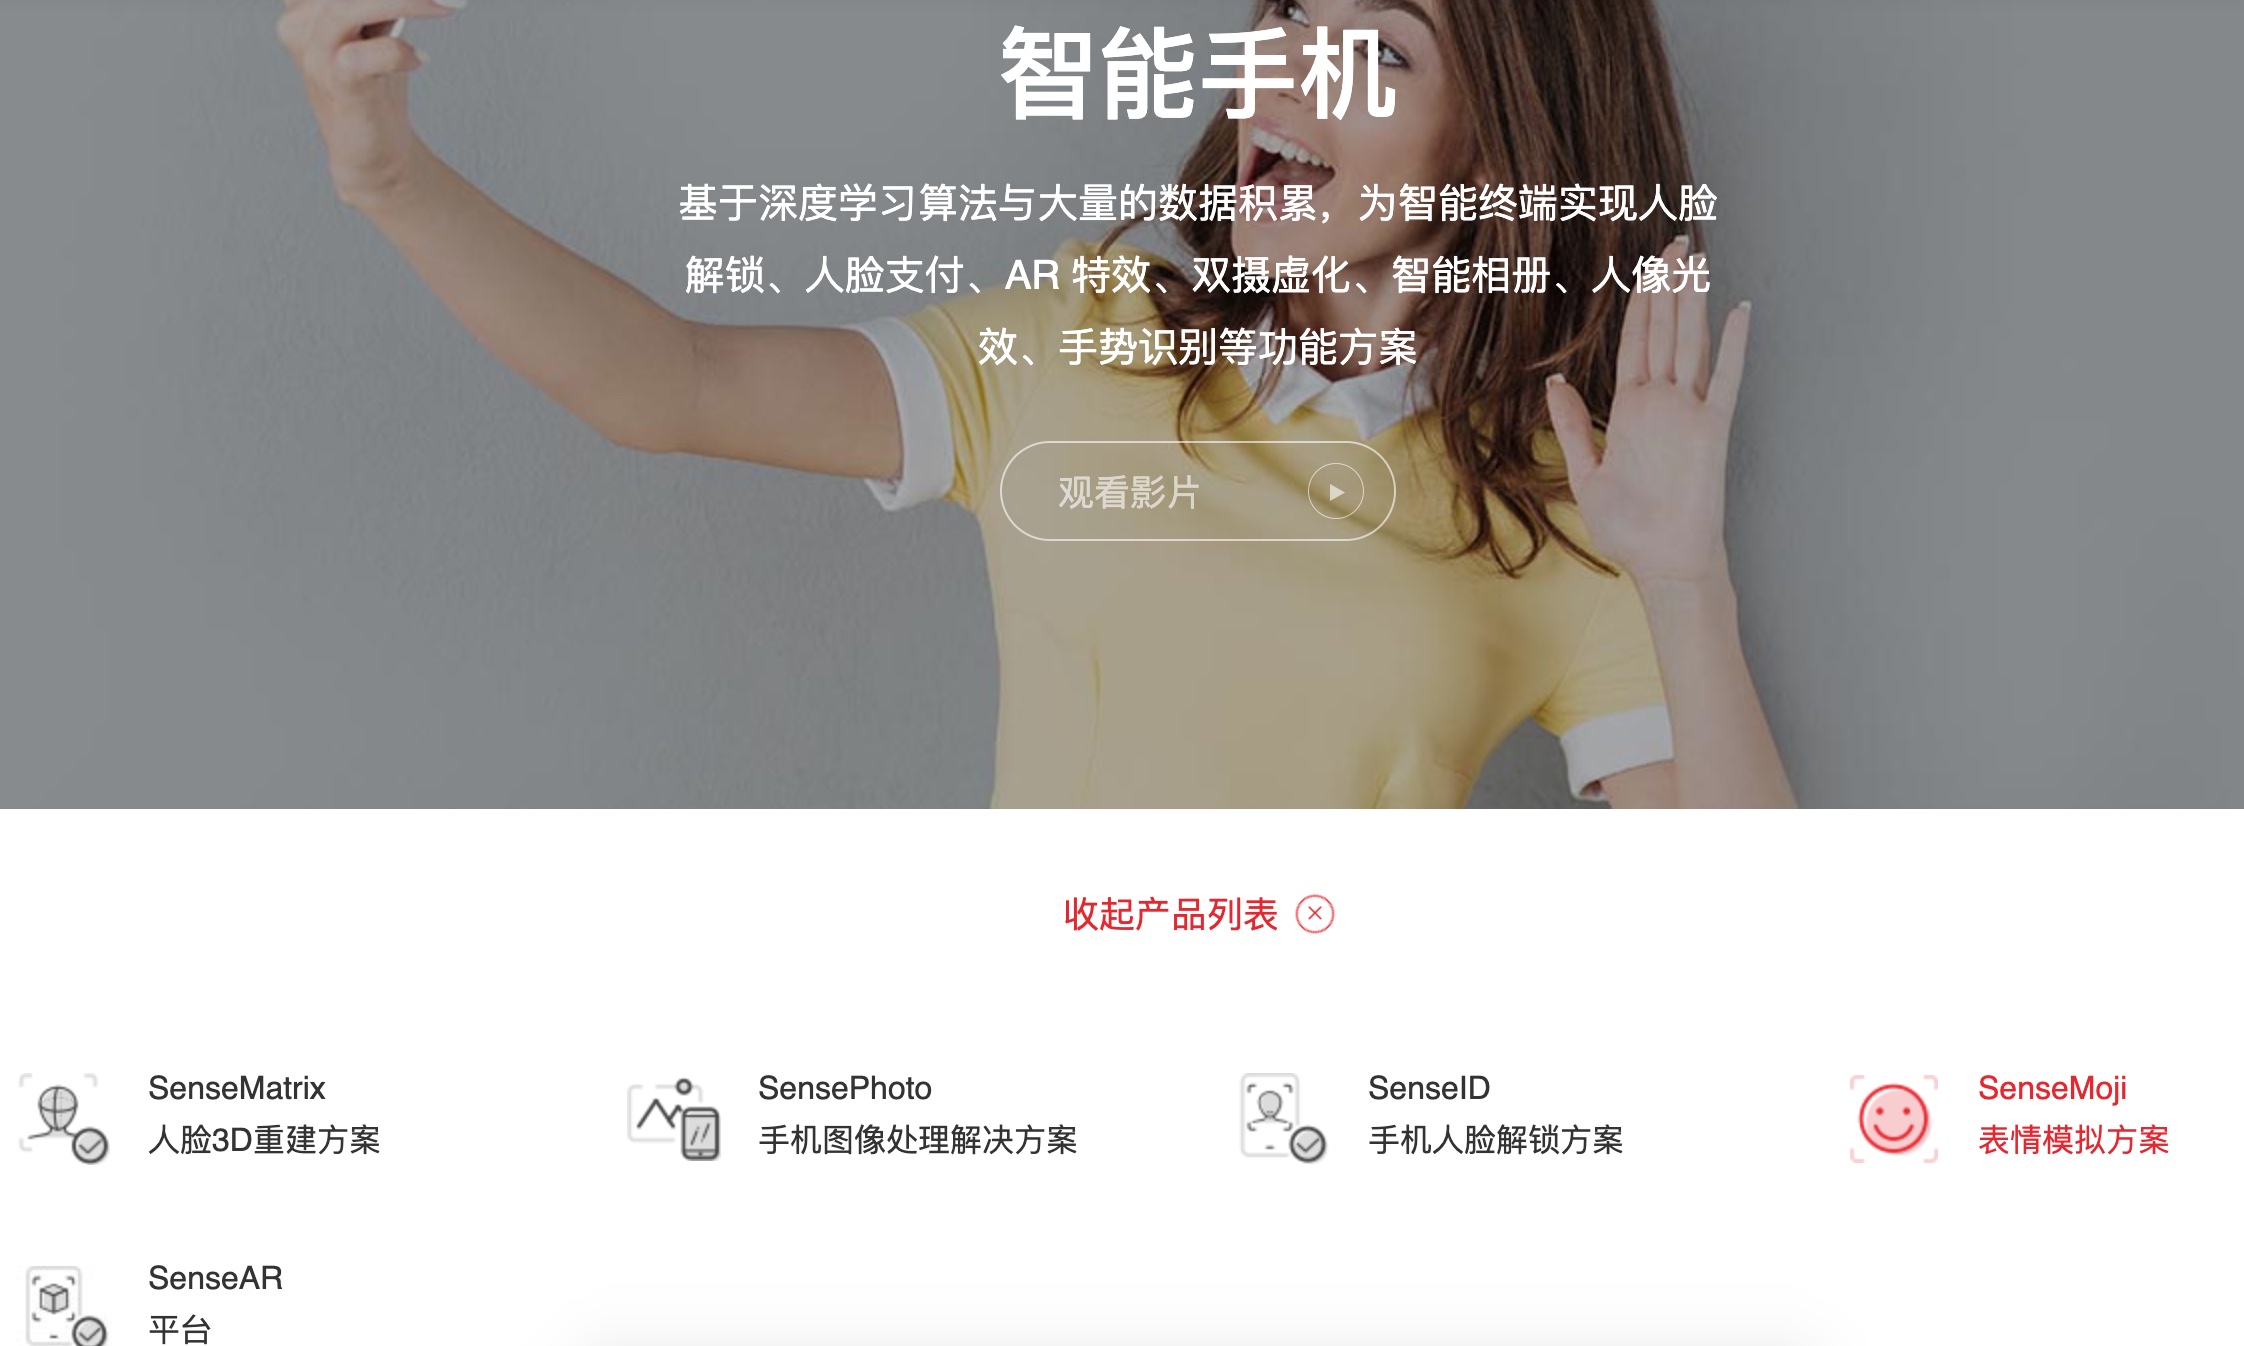 智能手机
基于深度学习算法与大量的数据积累，为智能终端实现人脸
解锁、人脸支付、AR 特效、双摄虚化、智能相册、人像光
效、手势识别等功能方案
观看影片
收起产品列表
SenseMatrix
人脸3D重建方案
SensePhoto
手机图像处理解决方案
SenseID
手机人脸解锁方案
SenseMoji
表情模拟方案
SenseAR
平台